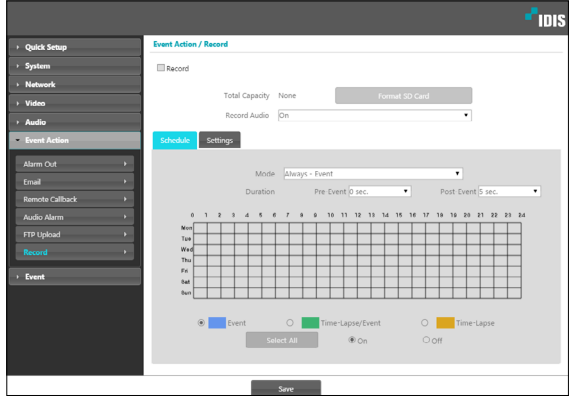 IDIS
Quick Setup
System
Network
Video
Audio
Event Action
Alarm Out
Email
Remote Callback
Audio Alarm
FTP Upload
Record
Event
Event Action / Record
Record
Total Capacity None Format SD Card
Record Audio On
Schedule Settings
Mode Always - Event
Duration Pre Event 0 sec. Post Event 5 sec.
0 1 2 3 4 5 6 7 8 9 10 11 12 13 14 15 16 17 18 19 20 21 22 23 24
Mon
Tue
Wed
Thu
Fri
Sat
Sun
Event Time-Lapse/Event Time-Lapse
Select All On Off
Save